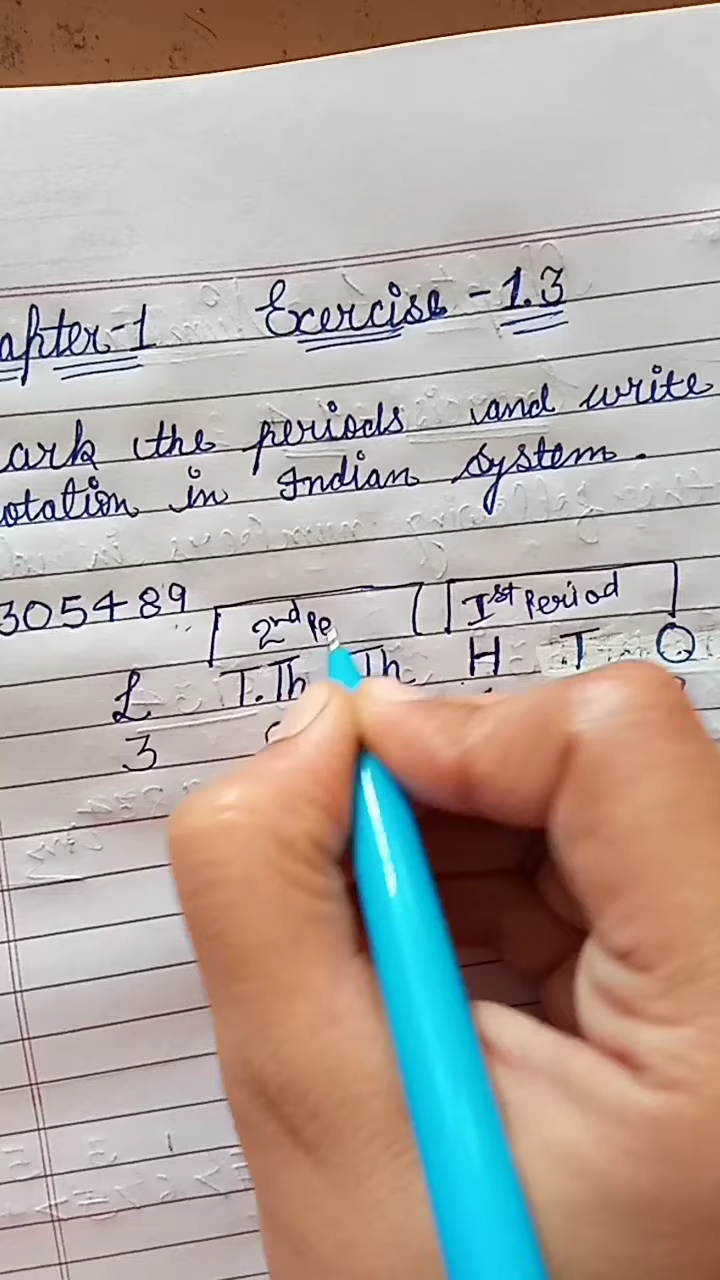 apter-1 Exercise - 1.3
ark the periods and write
otation in Indian system.
305489
2nd Pe Ist Period
L T.Th Th H T O
3